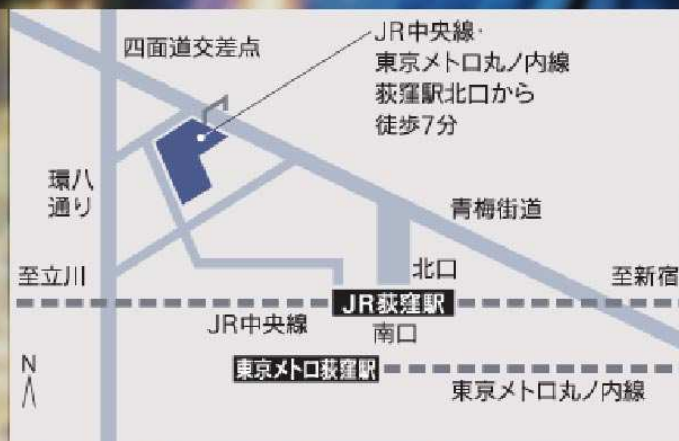 四面道交差点
JR中央線・
東京メトロ丸ノ内線
荻窪駅北口から
徒歩7分
環八
通り
青梅街道
至立川
北口
至新宿
JR荻窪駅
JR中央線
南口
N
東京メトロ荻窪駅
東京メトロ丸ノ内線